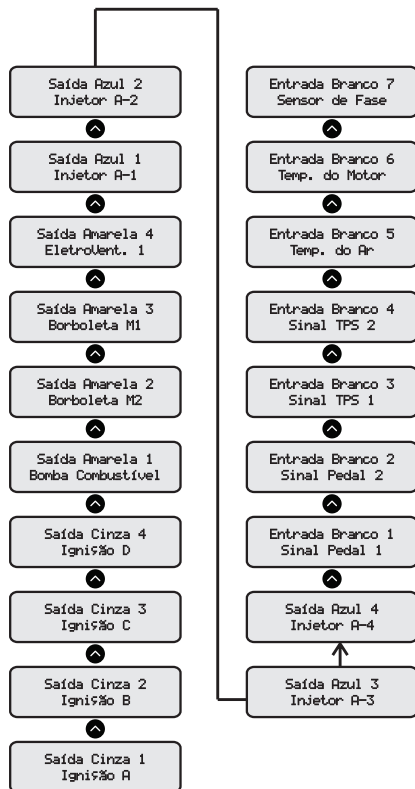 Saída Azul 2
Injetor A-2
Saída Azul 1
Injetor A-1
Saída Amarela 4
EletroVent. 1
Saída Amarela 3
Borboleta M1
Saída Amarela 2
Borboleta M2
Saída Amarela 1
Bomba Combustível
Saída Cinza 4
Ignição D
Saída Cinza 3
Ignição C
Saída Cinza 2
Ignição B
Saída Cinza 1
Ignição A
Entrada Branco 7
Sensor de Fase
Entrada Branco 6
Temp. do Motor
Entrada Branco 5
Temp. do Ar
Entrada Branco 4
Sinal TPS 2
Entrada Branco 3
Sinal TPS 1
Entrada Branco 2
Sinal Pedal 2
Entrada Branco 1
Sinal Pedal 1
Saída Azul 4
Injetor A-4
Saída Azul 3
Injetor A-3